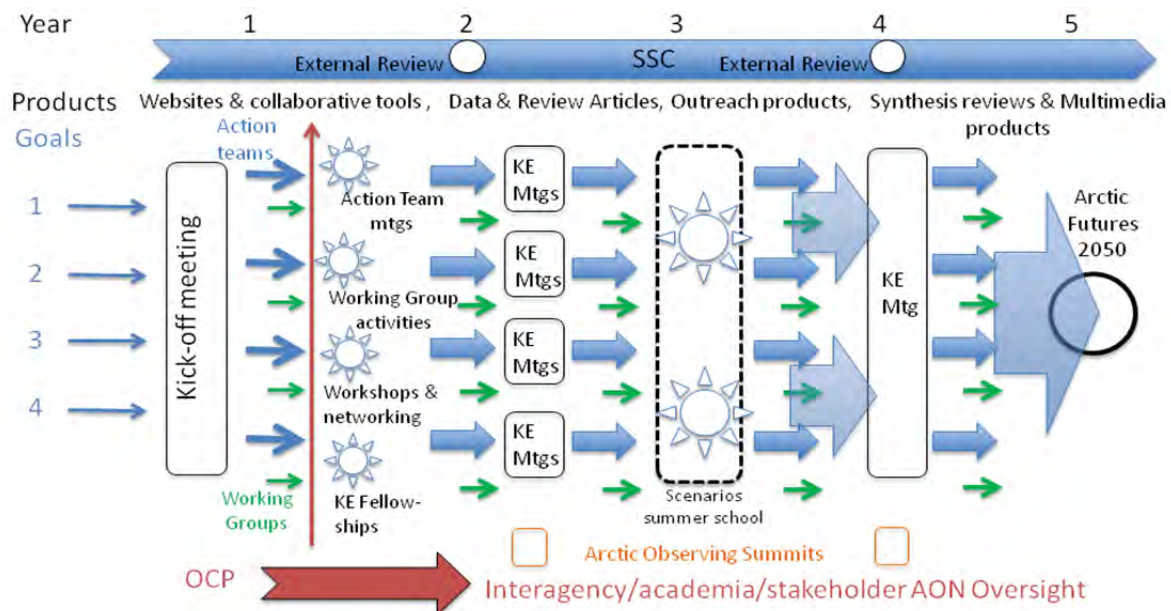 Year 1 2 3 4 5
External Review SSC External Review
Products Websites & collaborative tools , Data & Review Articles, Outreach products, Synthesis reviews & Multimedia
products
Goals
Action
teams
1
2
3
4
Kick-off meeting
Action Team
mtgs
Working Group
activities
Workshops &
networking
KE Fellow-
ships
Working
Groups
KE
Mtgs
KE
Mtgs
KE
Mtgs
KE
Mtgs
Scenarios
summer school
KE
Mtg
Arctic
Futures
2050
Arctic Observing Summits
OCP
Interagency/academia/stakeholder AON Oversight